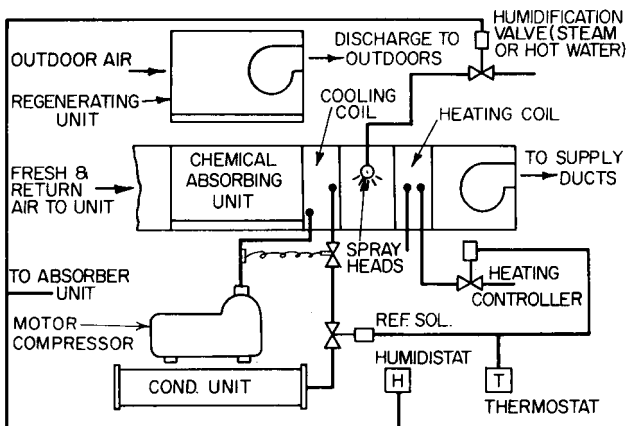 HUMIDIFICATION
VALVE (STEAM
OR HOT WATER)
OUTDOOR AIR
DISCHARGE TO
OUTDOORS
REGENERATING
UNIT
COOLING
COIL
HEATING COIL
FRESH &
RETURN
AIR TO UNIT
CHEMICAL
ABSORBING
UNIT
TO SUPPLY
DUCTS
SPRAY
HEADS
TO ABSORBER
UNIT
HEATING
CONTROLLER
MOTOR
COMPRESSOR
REF. SOL.
HUMIDISTAT
COND. UNIT
H
T
THERMOSTAT